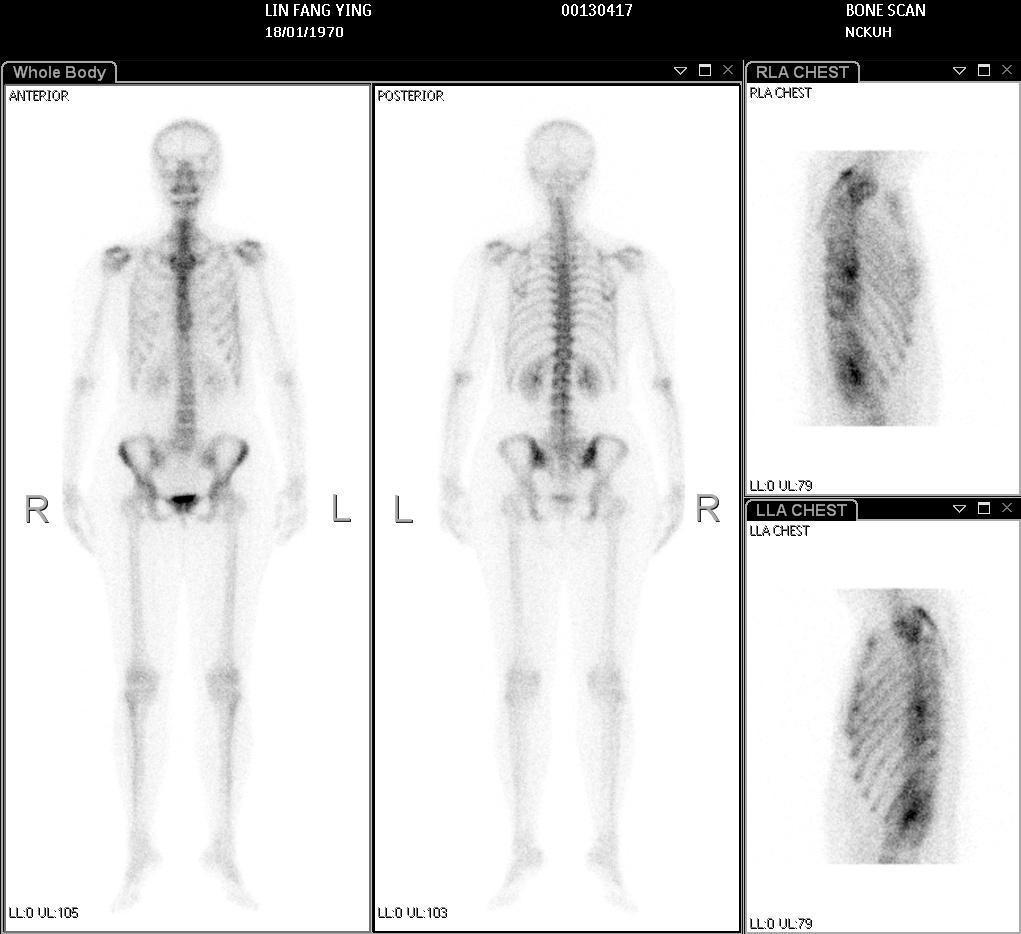 LIN FANG YING 00130417 BONE SCAN
18/01/1970 NCKUH
Whole Body
ANTERIOR
R L
LL:0 UL:105
POSTERIOR
L R
LL:0 UL:103
RLA CHEST
RLA CHEST
LL:0 UL:79
LLA CHEST
LLA CHEST
LL:0 UL:79